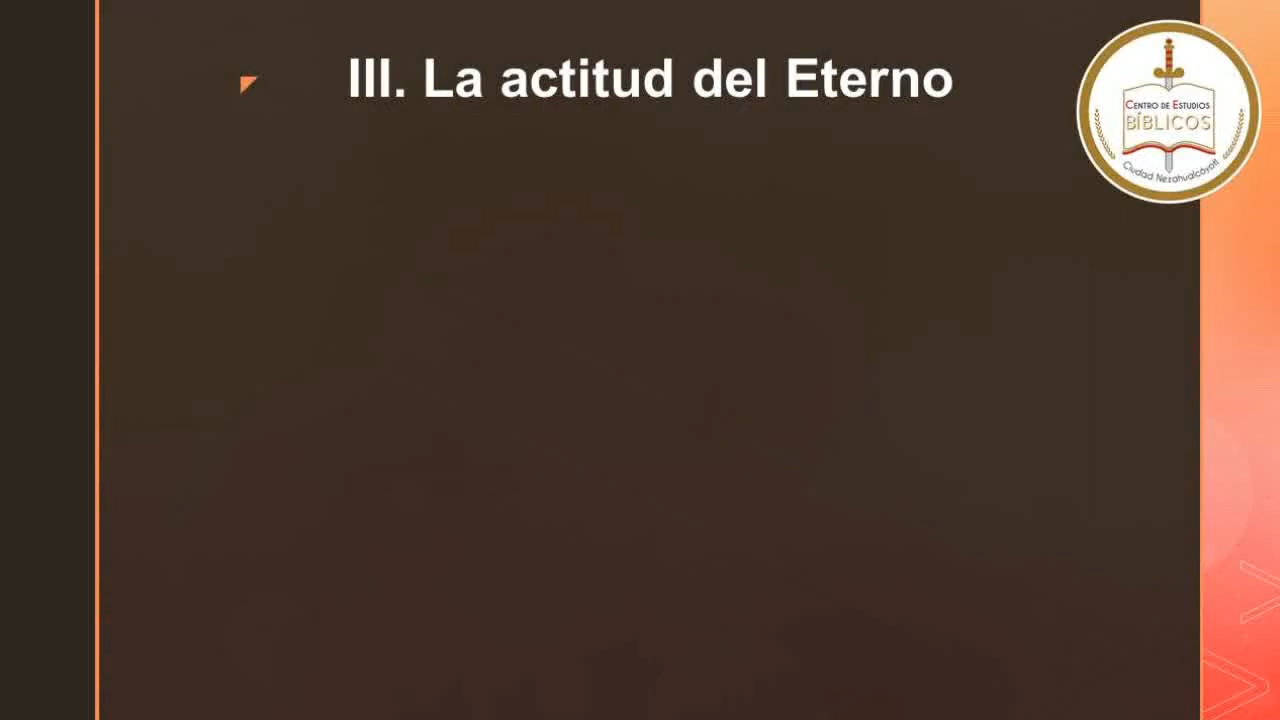 III. La actitud del Eterno
CENTRO DE ESTUDIOS
BÍBLICOS
Ciudad Nezahualcóyotl